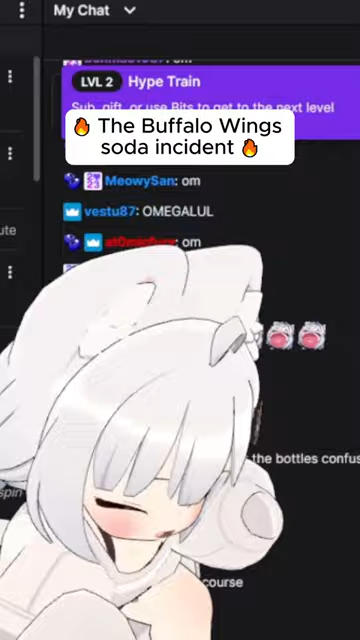 My Chat
LVL 2 Hype Train
Sub, gift, or use Bits to get to the next level
🔥 The Buffalo Wings
soda incident 🔥
MeowySan: om
vestu87: OMEGALUL
om
the bottles confus
spin
course